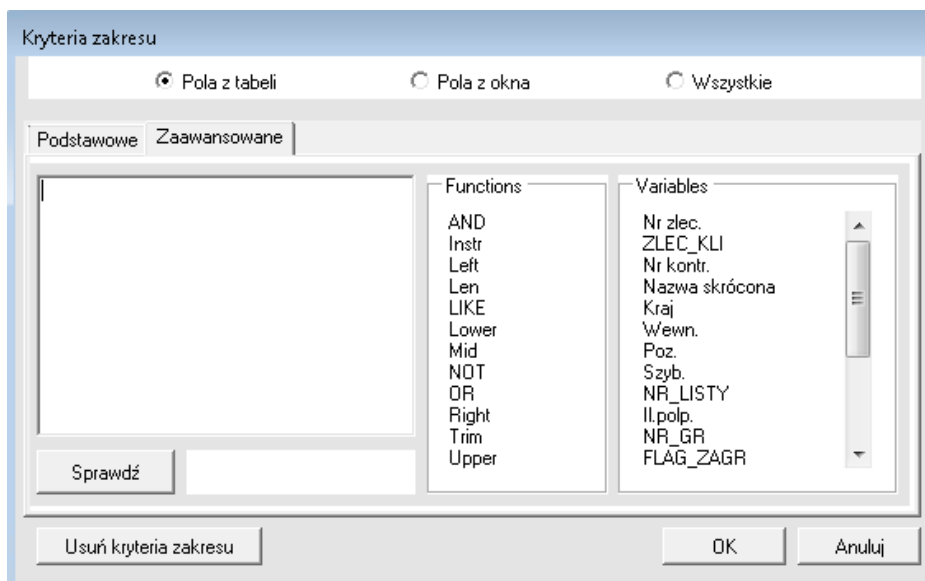 Kryteria zakresu
Pola z tabeli
Pola z okna
Wszystkie
Podstawowe
Zaawansowane
Functions
AND
Instr
Left
Len
LIKE
Lower
Mid
NOT
OR
Right
Trim
Upper
Variables
Nr zlec.
ZLEC_KLI
Nr kontr.
Nazwa skrócona
Kraj
Wewn.
Poz.
Szyb.
NR_LISTY
Il.polp.
NR_GR
FLAG_ZAGR
Sprawdź
Usuń kryteria zakresu
OK
Anuluj